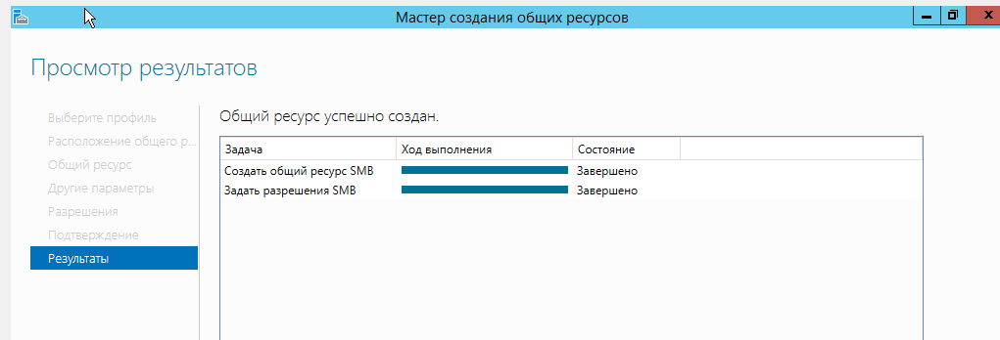 Мастер создания общих ресурсов
Просмотр результатов
Выберите профиль
Расположение общего р...
Общий ресурс
Другие параметры
Разрешения
Подтверждение
Результаты
Общий ресурс успешно создан.
Задача Ход выполнения Состояние
Создать общий ресурс SMB Завершено
Задать разрешения SMB Завершено